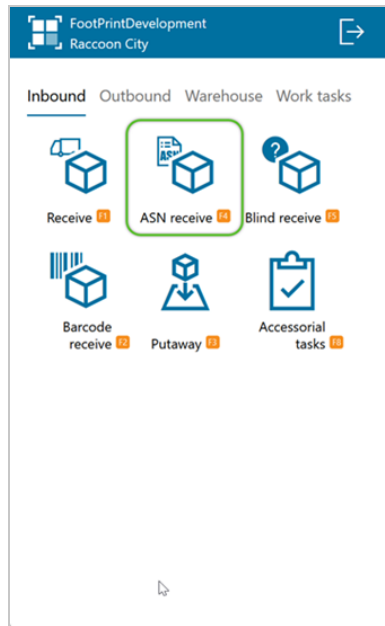 FootPrintDevelopment
Raccoon City
Inbound Outbound Warehouse Work tasks
ASN
?
Receive F1 ASN receive F4 Blind receive F5
Barcode
receive F2
Putaway F3
Accessorial
tasks F8